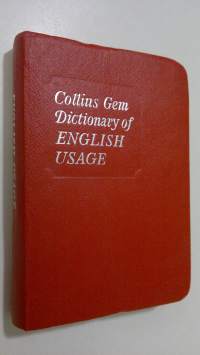 Collins Gem
Dictionary of
ENGLISH
USAGE